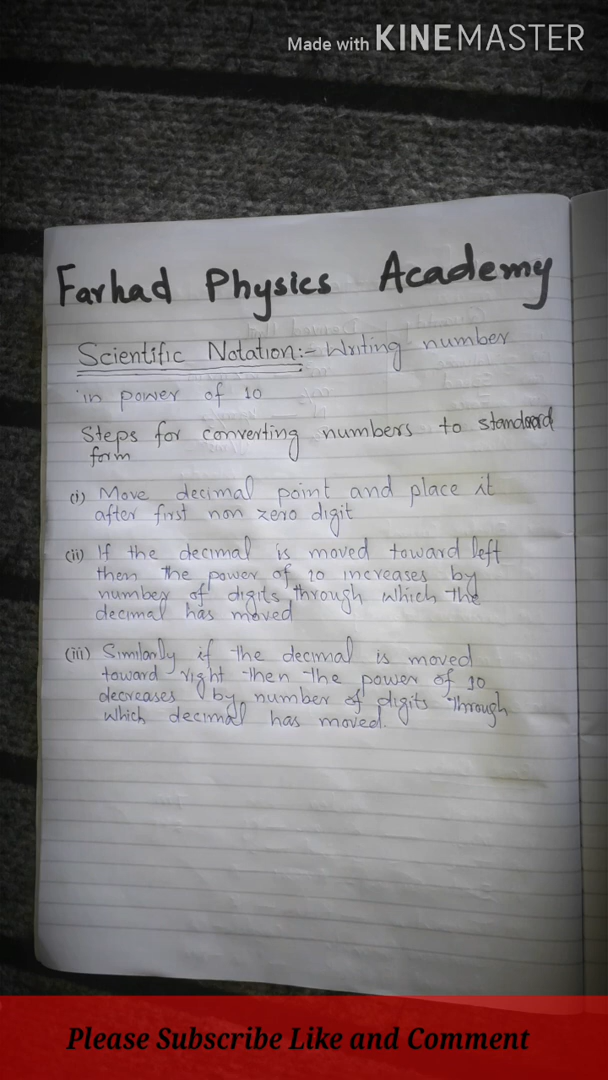 Made with KINEMASTER
Farhad Physics Academy
Scientific Notation:- Writing number
in power of 10
Steps for converting numbers to standard
form
(i) Move decimal point and place it
after first non zero digit
(ii) If the decimal is moved toward left
then the power of 10 increases by
number of digits through which the
decimal has moved
(iii) Similarly if the decimal is moved
toward right then the power of 10
decreases by number of digits through
which decimal has moved.
Please Subscribe Like and Comment